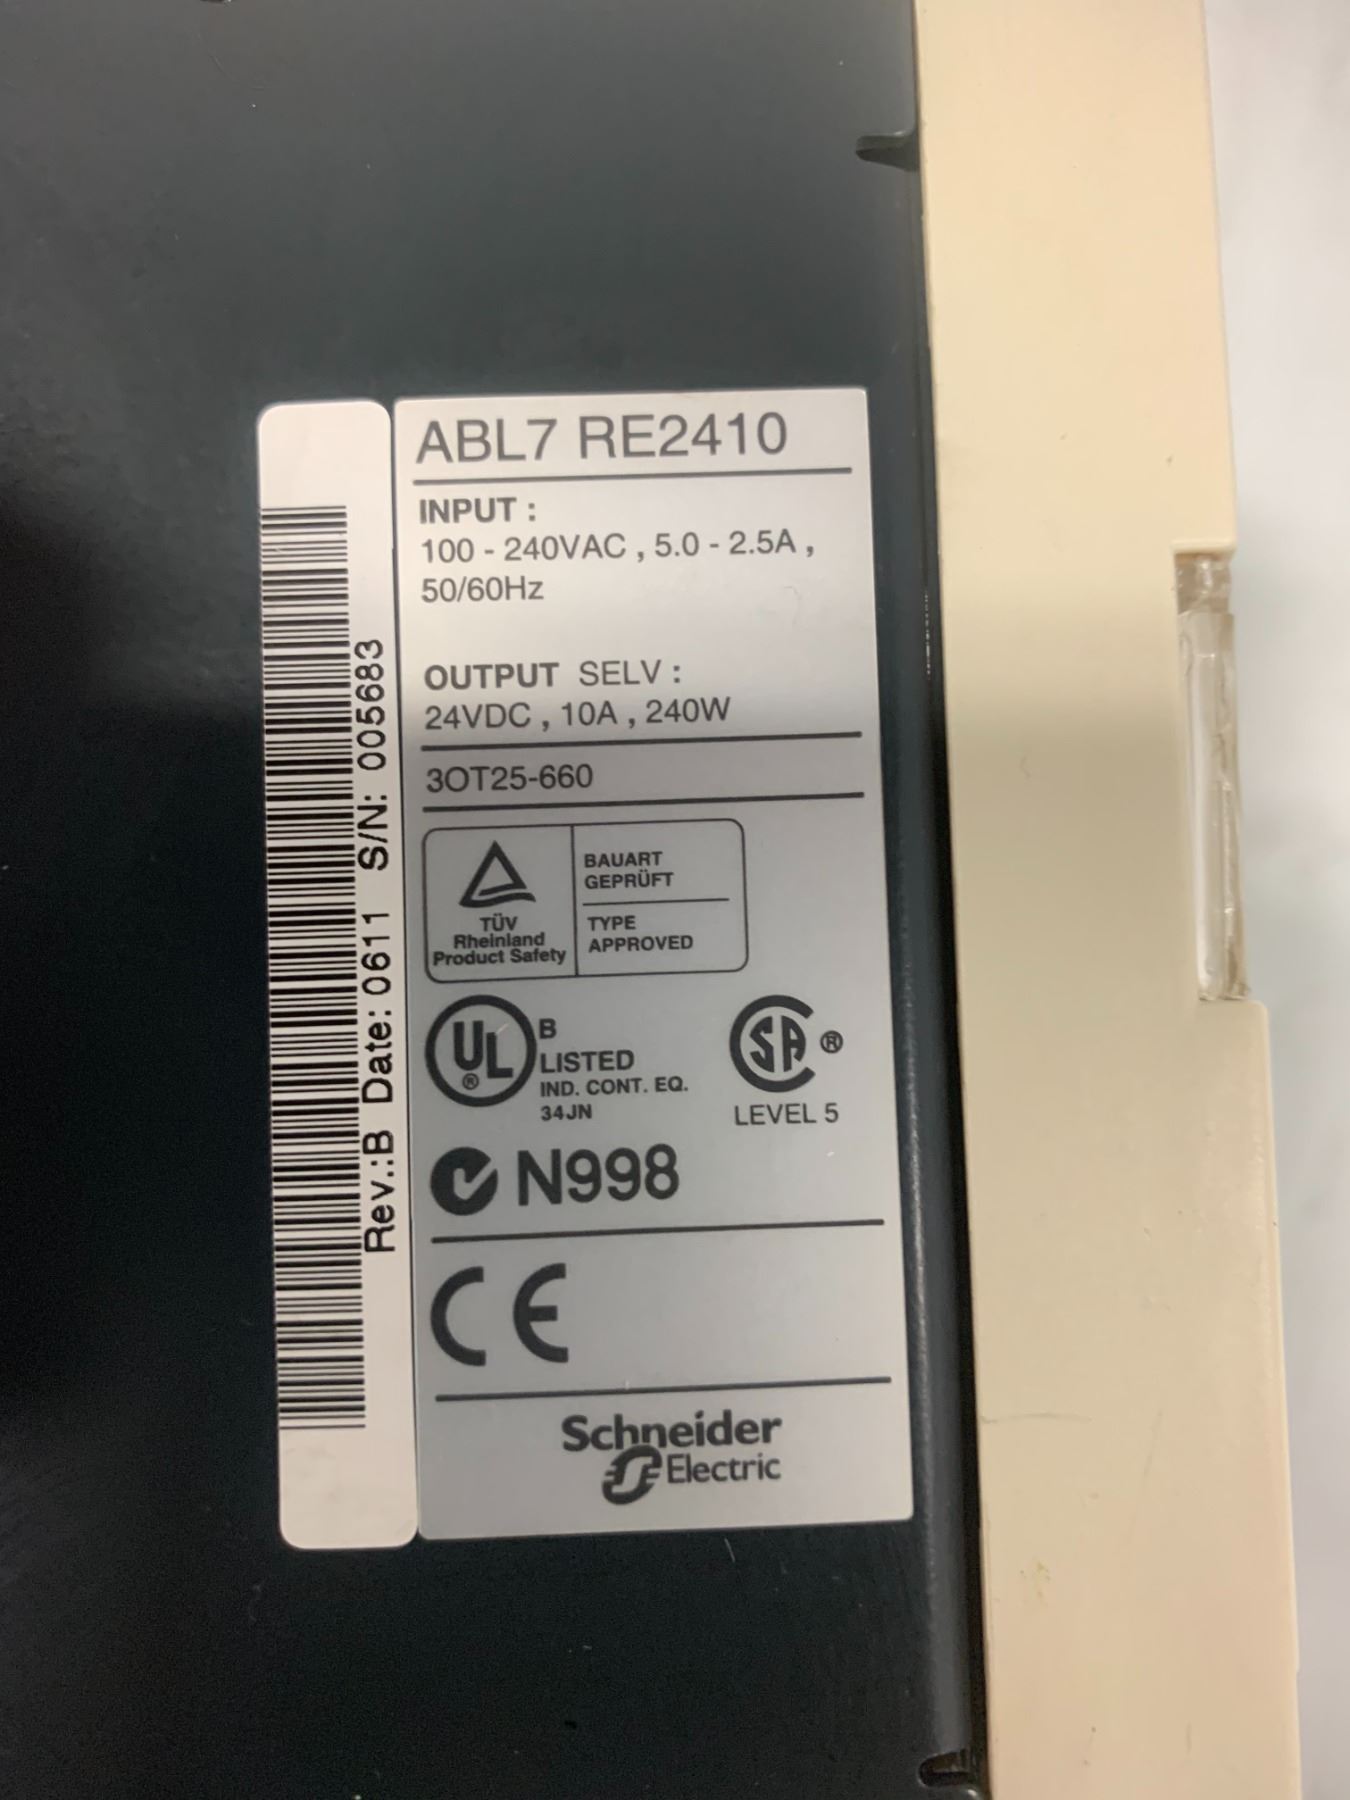 ABL7 RE2410
INPUT :
100 - 240VAC , 5.0 - 2.5A ,
50/60Hz
OUTPUT SELV :
24VDC , 10A , 240W
3OT25-660
TÜV
Rheinland
Product Safety
BAUART
GEPRÜFT
TYPE
APPROVED
UL
®
B
LISTED
IND. CONT. EQ.
34JN
SA ®
LEVEL 5
N998
CE
Schneider
Electric
Rev.:B Date: 0611 S/N: 005683